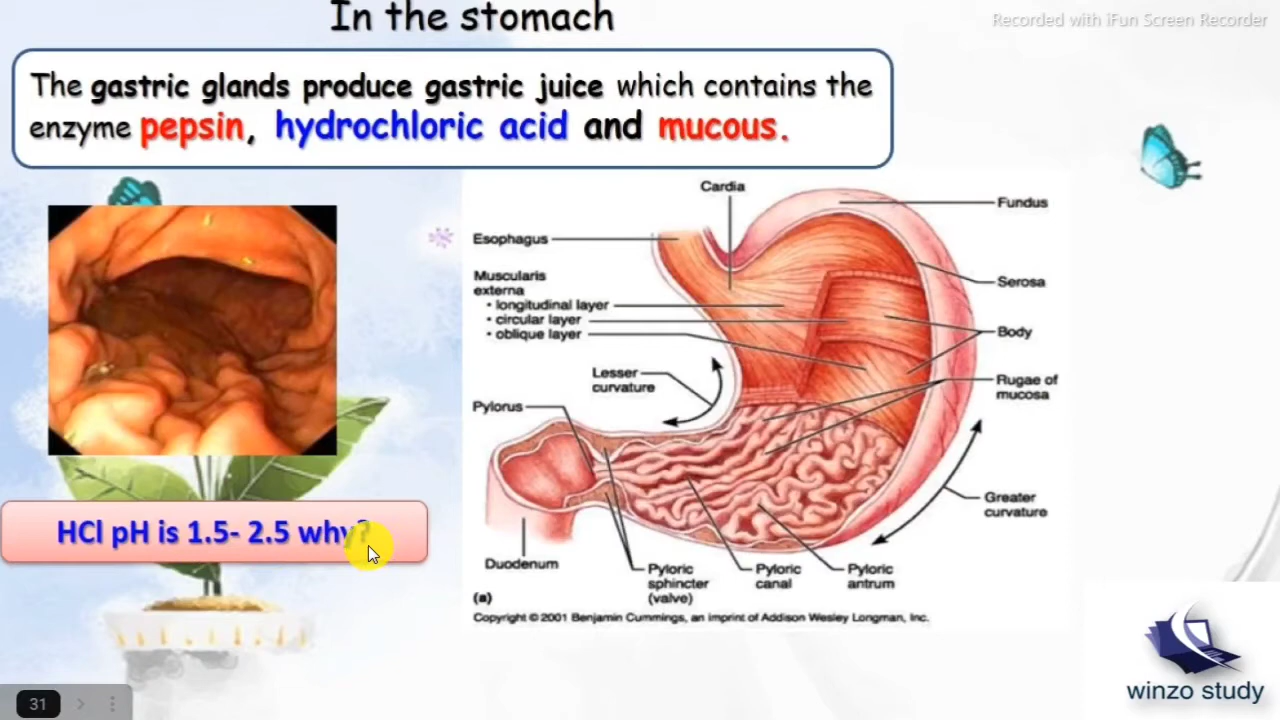 In the stomach
Recorded with iFun Screen Recorder
The gastric glands produce gastric juice which contains the
enzyme pepsin, hydrochloric acid and mucous.
Cardia
Fundus
Esophagus
Serosa
Muscularis
externa
• longitudinal layer
• circular layer
• oblique layer
Body
Lesser
curvature
Rugae of
mucosa
Pylorus
Greater
curvature
HCl pH is 1.5- 2.5 why?
Duodenum
Pyloric
sphincter
(valve)
Pyloric
canal
Pyloric
antrum
(a)
Copyright © 2001 Benjamin Cummings, an imprint of Addison Wesley Longman, Inc.
winzo study
31